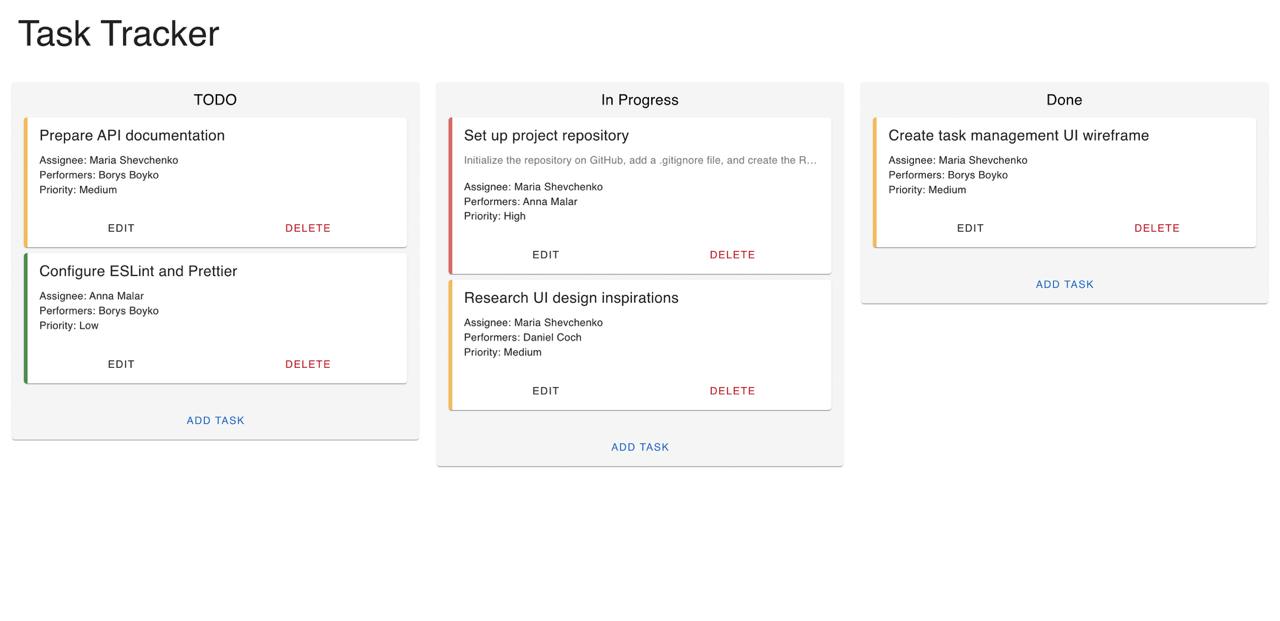 Task Tracker
TODO
Prepare API documentation
Assignee: Maria Shevchenko
Performers: Borys Boyko
Priority: Medium
EDIT DELETE
Configure ESLint and Prettier
Assignee: Anna Malar
Performers: Borys Boyko
Priority: Low
EDIT DELETE
ADD TASK
In Progress
Set up project repository
Initialize the repository on GitHub, add a .gitignore file, and create the R...
Assignee: Maria Shevchenko
Performers: Anna Malar
Priority: High
EDIT DELETE
Research UI design inspirations
Assignee: Maria Shevchenko
Performers: Daniel Coch
Priority: Medium
EDIT DELETE
ADD TASK
Done
Create task management UI wireframe
Assignee: Maria Shevchenko
Performers: Borys Boyko
Priority: Medium
EDIT DELETE
ADD TASK